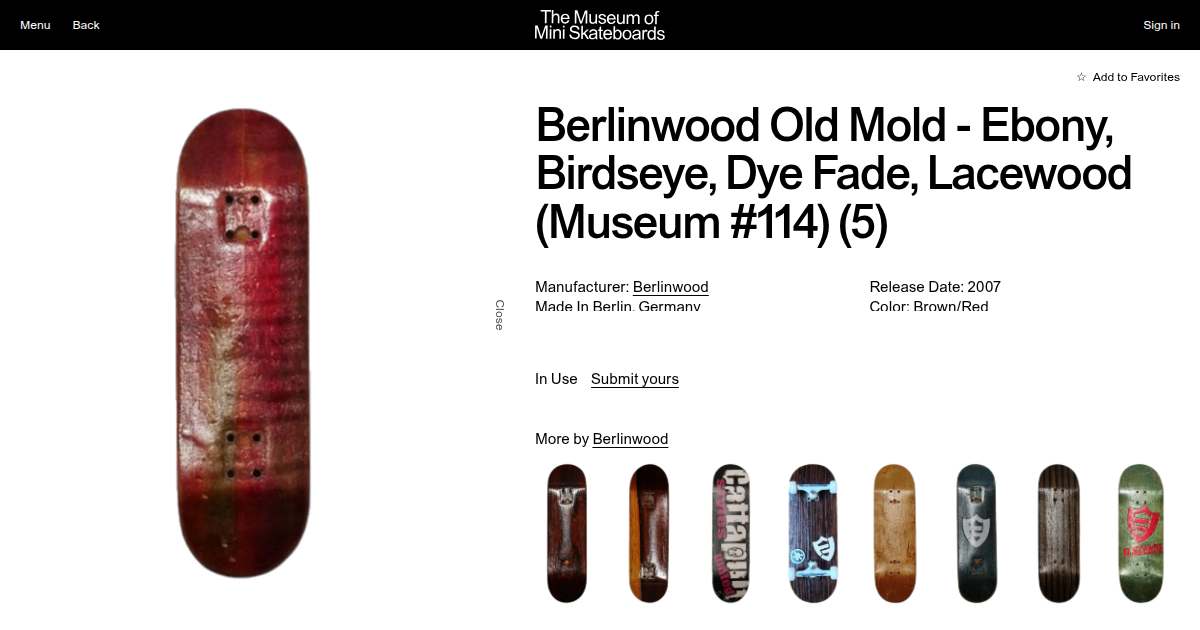 Menu Back
The Museum of
Mini Skateboards
Sign in
☆ Add to Favorites
Berlinwood Old Mold - Ebony,
Birdseye, Dye Fade, Lacewood
(Museum #114) (5)
Manufacturer: Berlinwood
Release Date: 2007
Made In Berlin, Germany
Color: Brown/Red
Close
In Use Submit yours
More by Berlinwood